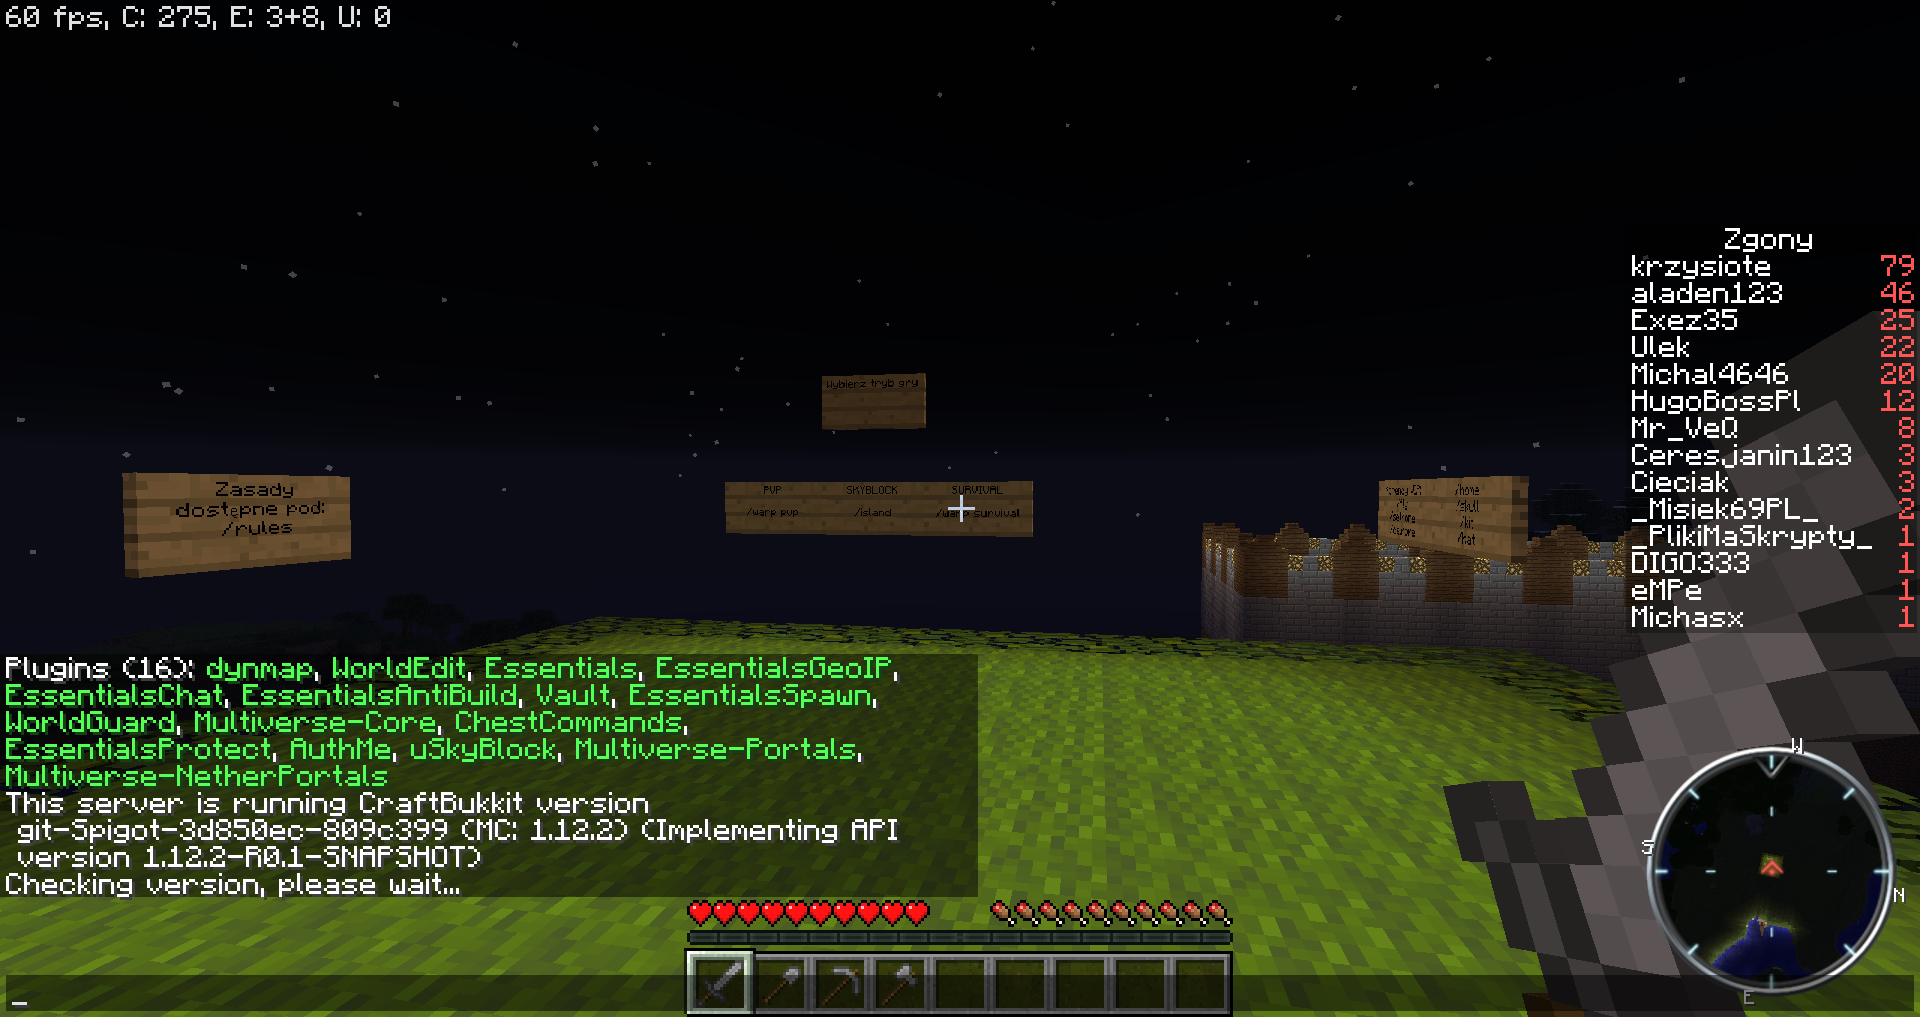 60 fps, C: 275, E: 3+8, U: 0
Wybierz tryb gry
Zasady
dostępne pod:
/rules
PVP SKYBLOCK SURVIVAL
/warp pvp /island /warp survival
/home
/skull
/kit
/hat
Zgony
krzysiote 79
aladen123 46
Exez35 25
Ulek 22
Michal4646 20
HugoBossPl 12
Mr_VeQ 8
Ceresjanin123 3
Cieciak 3
_Misiek69PL_ 2
_PlikiMaSkrypty_ 1
DIGO333 1
eMPe 1
Michasx 1
Plugins (16): dynmap, WorldEdit, Essentials, EssentialsGeoIP,
EssentialsChat, EssentialsAntiBuild, Vault, EssentialsSpawn,
WorldGuard, Multiverse-Core, ChestCommands,
EssentialsProtect, AuthMe, uSkyBlock, Multiverse-Portals,
Multiverse-NetherPortals
This server is running CraftBukkit version
git-Spigot-3d850ec-809c399 (MC: 1.12.2) (Implementing API
version 1.12.2-R0.1-SNAPSHOT)
Checking version, please wait...
_
W
S
N
E